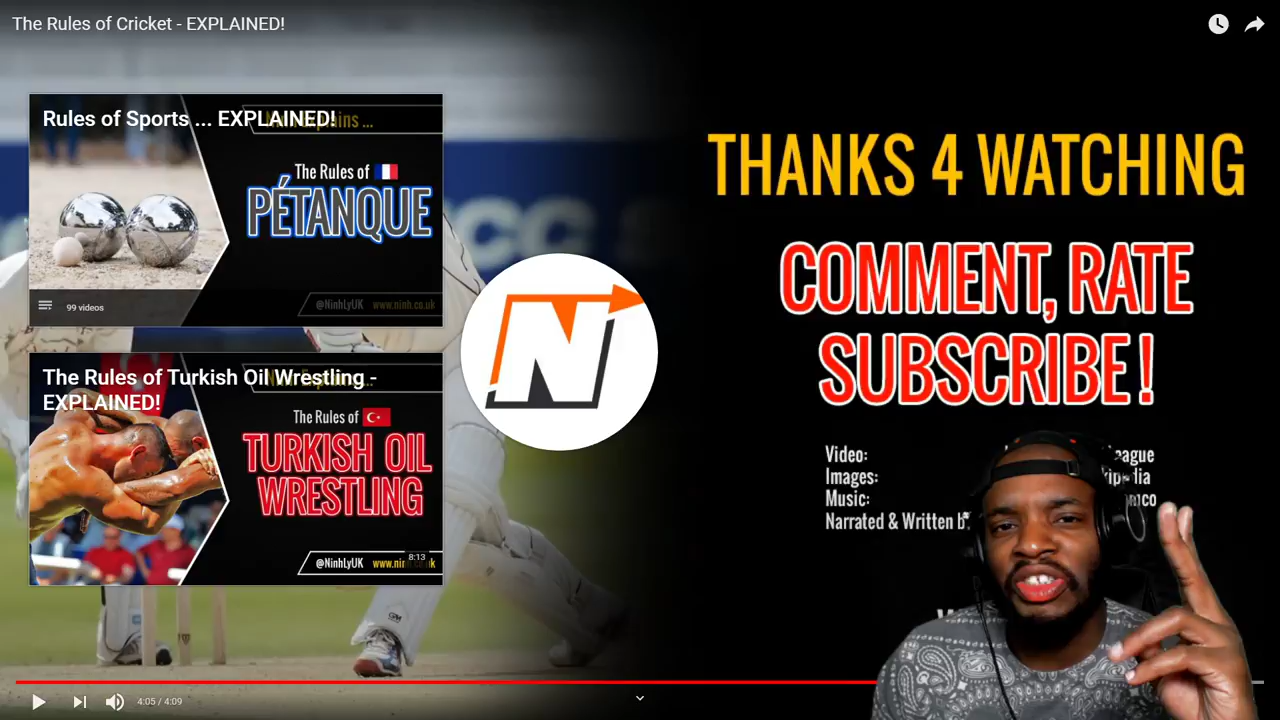 The Rules of Cricket - EXPLAINED!
Rules of Sports ... EXPLAINED!
The Rules of
PÉTANQUE
99 videos
@NinhLyUK www.ninh.co.uk
The Rules of Turkish Oil Wrestling -
EXPLAINED!
The Rules of
TURKISH OIL
WRESTLING
8:13
@NinhLyUK
N
THANKS 4 WATCHING
COMMENT, RATE
SUBSCRIBE!
Video:
Images:
Music:
Narrated & Written
GM
4:05 / 4:09